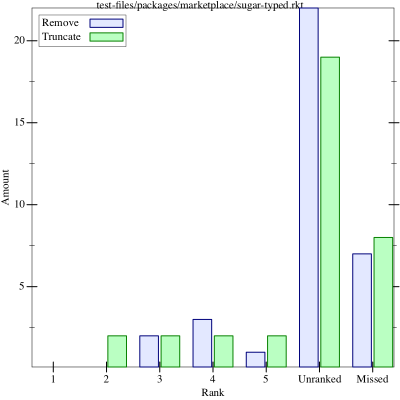 test-files/packages/marketplace/sugar-typed.rkt
Remove
Truncate
20
15
10
5
Amount
1 2 3 4 5 Unranked Missed
Rank